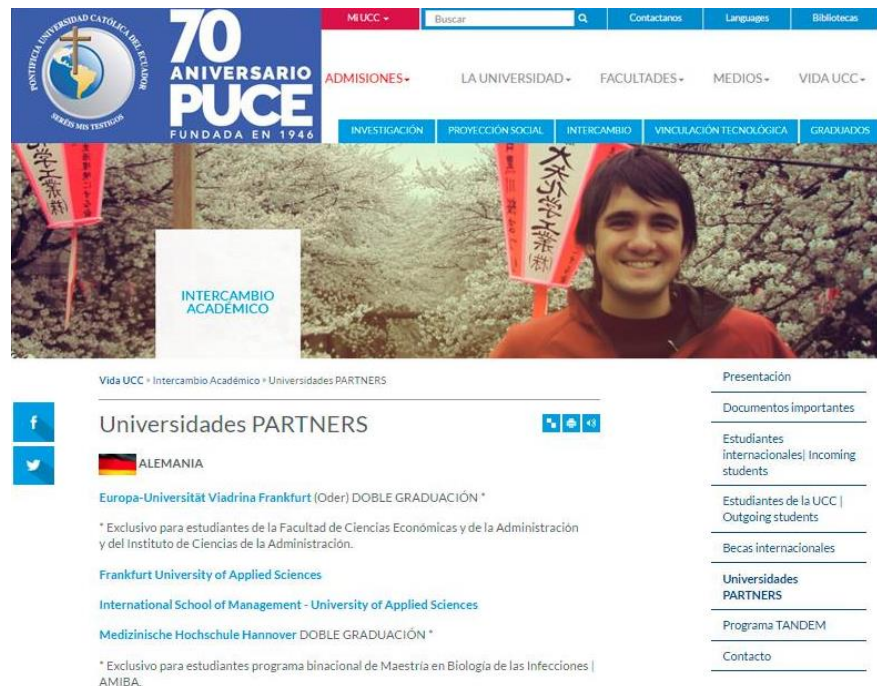 PONTIFICIA UNIVERSIDAD CATÓLICA DEL ECUADOR
SERÉIS MIS TESTIGOS
70
ANIVERSARIO
PUCE
FUNDADA EN 1946
Mi UCC
Buscar
Contactanos
Languages
Bibliotecas
ADMISIONES
LA UNIVERSIDAD
FACULTADES
MEDIOS
VIDA UCC
INVESTIGACIÓN
PROYECCIÓN SOCIAL
INTERCAMBIO
VINCULACIÓN TECNOLÓGICA
GRADUADOS
INTERCAMBIO
ACADÉMICO
Vida UCC » Intercambio Académico » Universidades PARTNERS
Universidades PARTNERS
ALEMANIA
Europa-Universität Viadrina Frankfurt (Oder) DOBLE GRADUACIÓN *
* Exclusivo para estudiantes de la Facultad de Ciencias Económicas y de la Administración
y del Instituto de Ciencias de la Administración.
Frankfurt University of Applied Sciences
International School of Management - University of Applied Sciences
Medizinische Hochschule Hannover DOBLE GRADUACIÓN *
* Exclusivo para estudiantes programa binacional de Maestría en Biología de las Infecciones |
AMIBA.
Presentación
Documentos importantes
Estudiantes
internacionales| Incoming
students
Estudiantes de la UCC |
Outgoing students
Becas internacionales
Universidades
PARTNERS
Programa TANDEM
Contacto